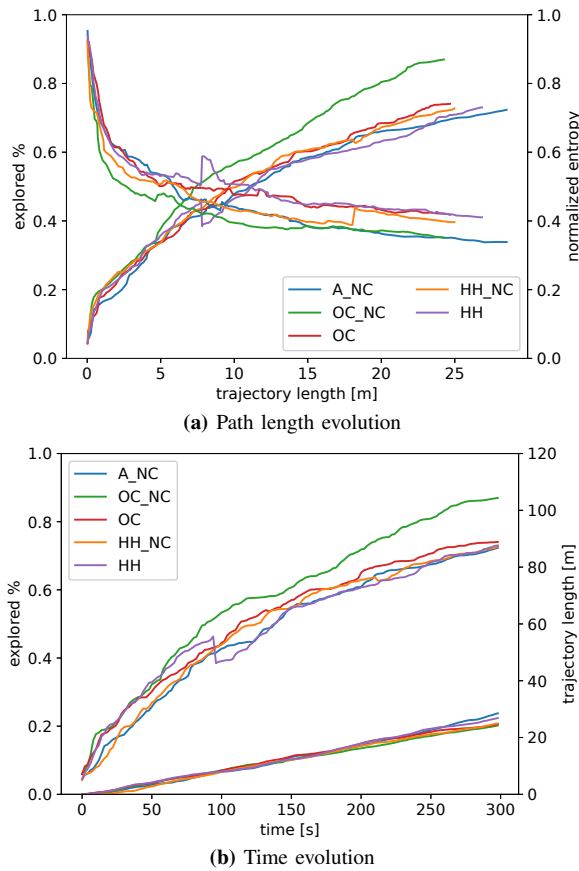 1.0
0.8
0.6
0.4
0.2
0.0
explored %
1.0
0.8
0.6
0.4
0.2
0.0
normalized entropy
A_NC
OC_NC
OC
HH_NC
HH
0 5 10 15 20 25
trajectory length [m]
(a) Path length evolution
1.0
0.8
0.6
0.4
0.2
0.0
explored %
120
100
80
60
40
20
0
trajectory length [m]
A_NC
OC_NC
OC
HH_NC
HH
0 50 100 150 200 250 300
time [s]
(b) Time evolution